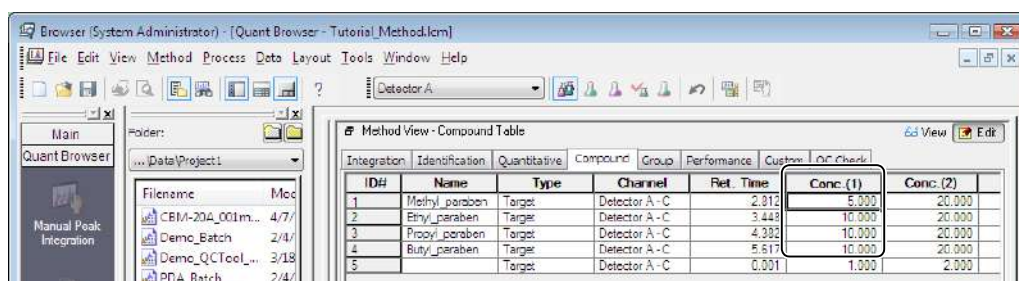 Browser (System Administrator) - [Quant Browser - Tutorial_Method.lcm]
File Edit View Method Process Data Layout Tools Window Help
Detector A
Main
Quant Browser
Manual Peak
Integration
Folder:
... Data\Project1
Filename Mod
CBM-20A_001m... 4/7/
Demo_Batch 2/4/
Demo_QCTool_... 3/18
PDA_Batch 2/4/
Method View - Compound Table
View Edit
Integration Identification Quantitative Compound Group Performance Custom QC Check
ID# Name Type Channel Ret. Time Conc.(1) Conc.(2)
1 Methyl_paraben Target Detector A - C 2.812 5.000 20.000
2 Ethyl_paraben Target Detector A - C 3.448 10.000 20.000
3 Propyl_paraben Target Detector A - C 4.382 10.000 20.000
4 Butyl_paraben Target Detector A - C 5.617 10.000 20.000
5 Target Detector A - C 0.001 1.000 2.000